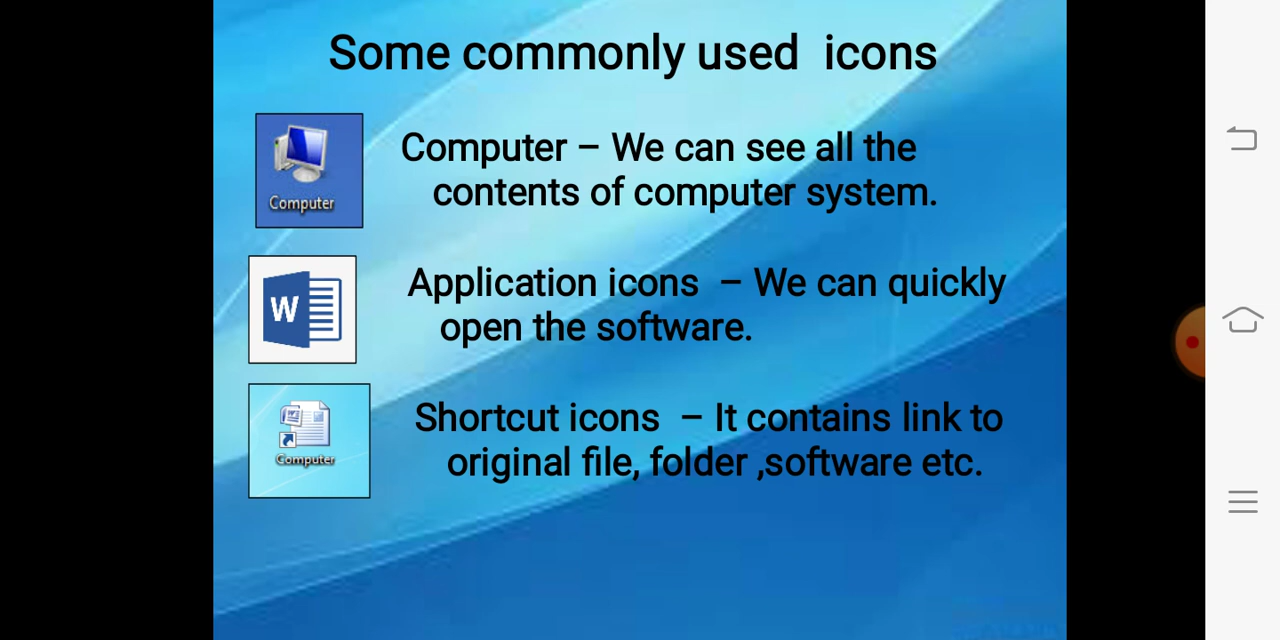 Some commonly used icons
Computer
Computer – We can see all the
contents of computer system.
W
Application icons – We can quickly
open the software.
W
Computer
Shortcut icons – It contains link to
original file, folder ,software etc.